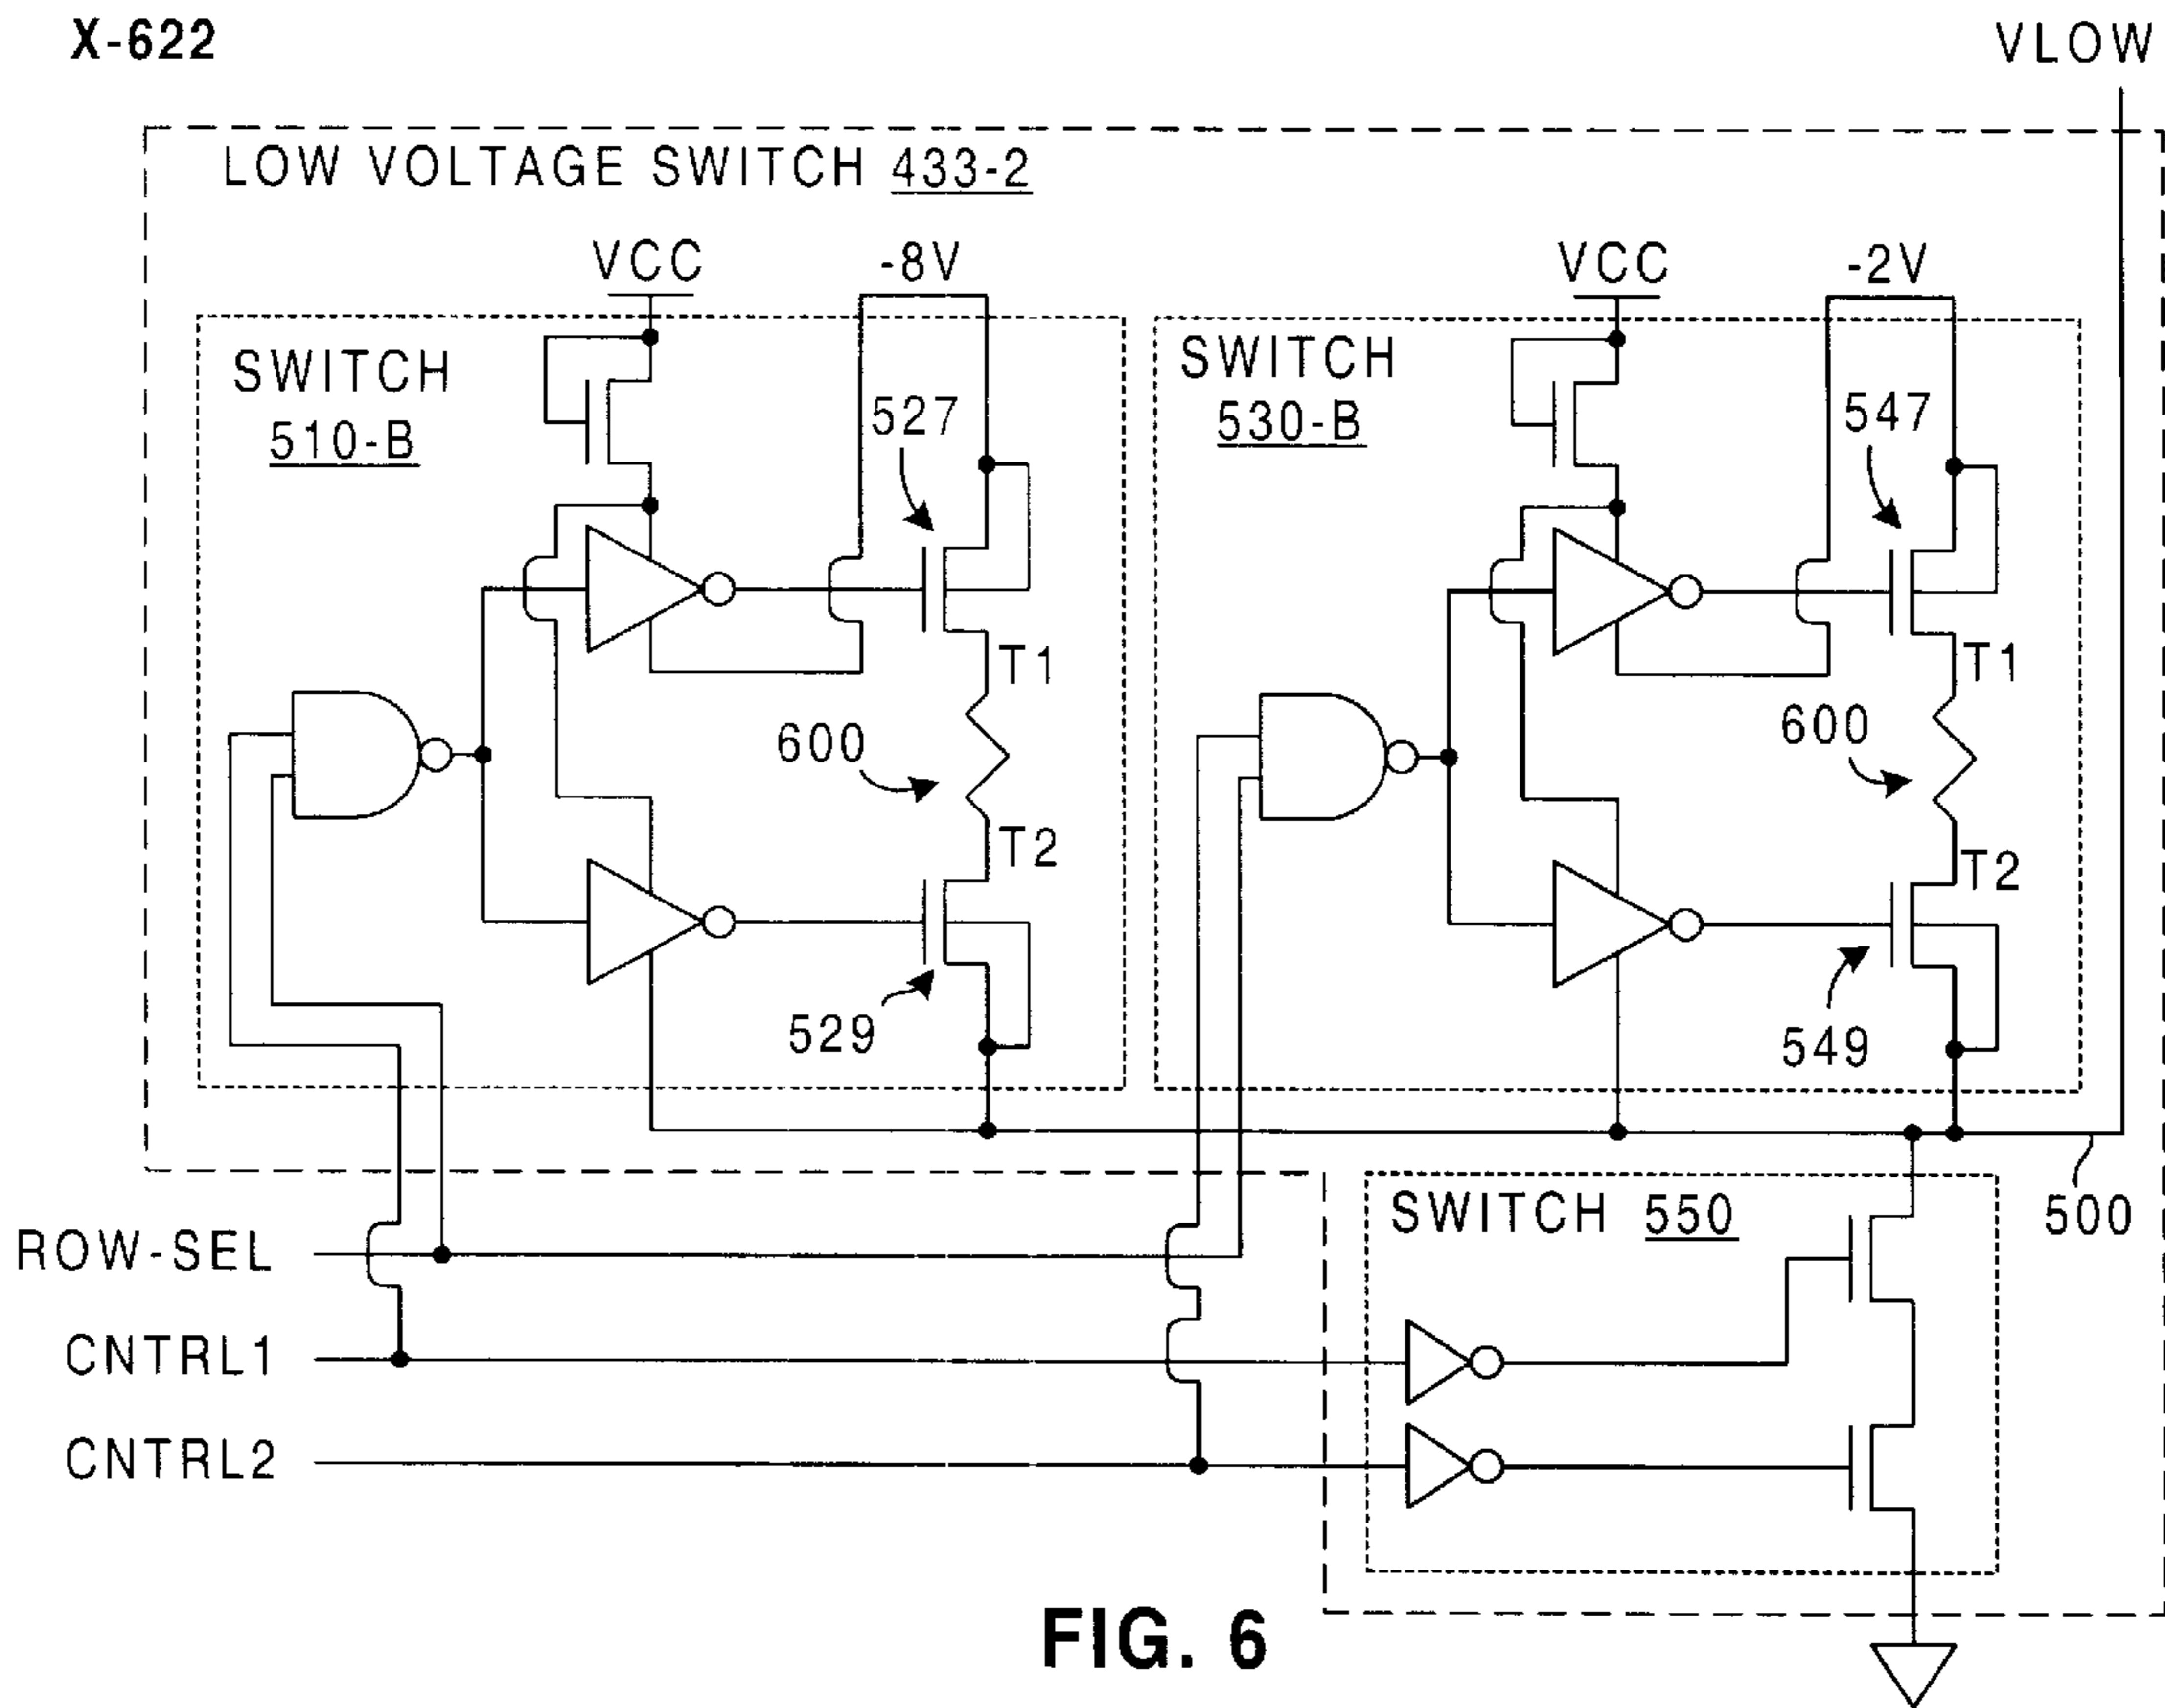 X-622
VLOW
LOW VOLTAGE SWITCH 433-2
VCC
-8V
VCC
-2V
SWITCH
510-B
527
SWITCH
530-B
547
T1
T1
600
600
T2
T2
529
549
SWITCH 550
500
ROW-SEL
CNTRL1
CNTRL2
FIG. 6